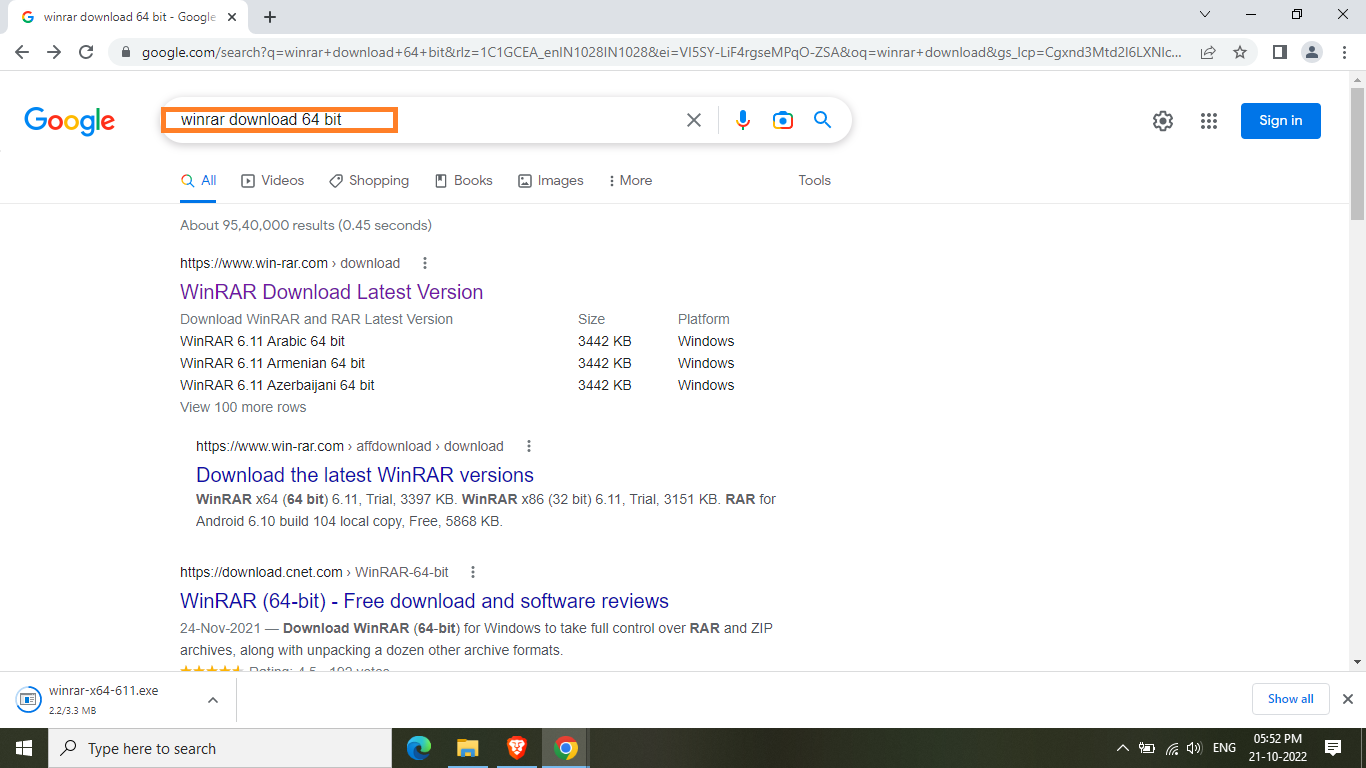 winrar download 64 bit - Google
google.com/search?q=winrar+download+64+bit&rlz=1C1GCEA_enIN1028IN1028&ei=VI5SY-LiF4rgseMPqO-ZSA&oq=winrar+download&gs_lcp=Cgxnd3Mtd2l6LXNlc...
Google
winrar download 64 bit
Sign in
All Videos Shopping Books Images More Tools
About 95,40,000 results (0.45 seconds)
https://www.win-rar.com › download
WinRAR Download Latest Version
Download WinRAR and RAR Latest Version Size Platform
WinRAR 6.11 Arabic 64 bit 3442 KB Windows
WinRAR 6.11 Armenian 64 bit 3442 KB Windows
WinRAR 6.11 Azerbaijani 64 bit 3442 KB Windows
View 100 more rows
https://www.win-rar.com › affdownload › download
Download the latest WinRAR versions
WinRAR x64 (64 bit) 6.11, Trial, 3397 KB. WinRAR x86 (32 bit) 6.11, Trial, 3151 KB. RAR for
Android 6.10 build 104 local copy, Free, 5868 KB.
https://download.cnet.com › WinRAR-64-bit
WinRAR (64-bit) - Free download and software reviews
24-Nov-2021 — Download WinRAR (64-bit) for Windows to take full control over RAR and ZIP
archives, along with unpacking a dozen other archive formats.
Rating: 4.5 · 192 votes
winrar-x64-611.exe
2.2/3.3 MB
Show all
Type here to search
ENG
05:52 PM
21-10-2022